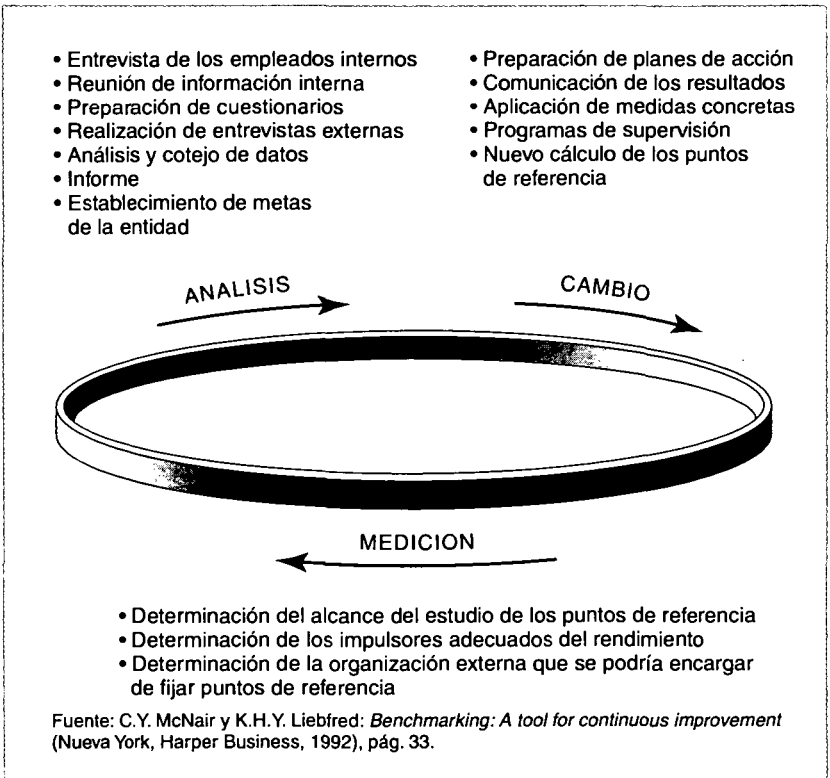 • Entrevista de los empleados internos
• Reunión de información interna
• Preparación de cuestionarios
• Realización de entrevistas externas
• Análisis y cotejo de datos
• Informe
• Establecimiento de metas
de la entidad
• Preparación de planes de acción
• Comunicación de los resultados
• Aplicación de medidas concretas
• Programas de supervisión
• Nuevo cálculo de los puntos
de referencia
ANALISIS
CAMBIO
MEDICION
• Determinación del alcance del estudio de los puntos de referencia
• Determinación de los impulsores adecuados del rendimiento
• Determinación de la organización externa que se podría encargar
de fijar puntos de referencia
Fuente: C.Y. McNair y K.H.Y. Liebfred: Benchmarking: A tool for continuous improvement
(Nueva York, Harper Business, 1992), pág. 33.